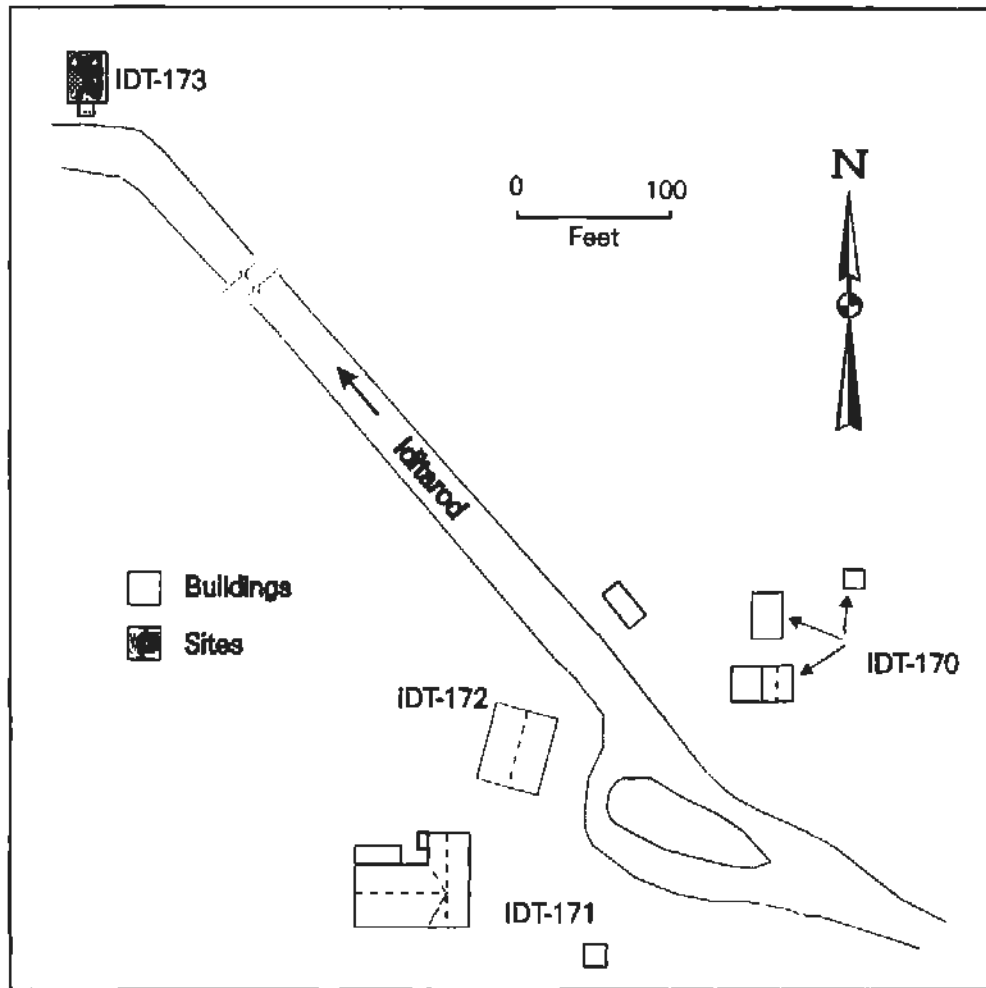 IDT-173
N
0 100
Feet
Iditarod
Buildings
Sites
IDT-170
IDT-172
IDT-171